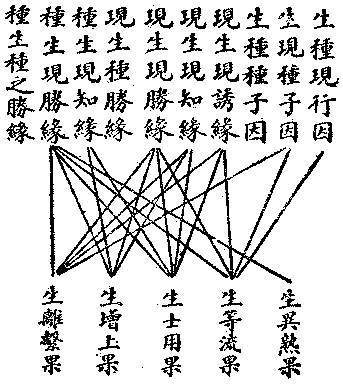 生種現行因
生現種子因
生種種子因
現生現誘緣
現生現知緣
現生現勝緣
現生種勝緣
種生現知緣
種生現勝緣
種生種之勝緣
生異熟果
生等流果
生士用果
生增上果
生離繫果